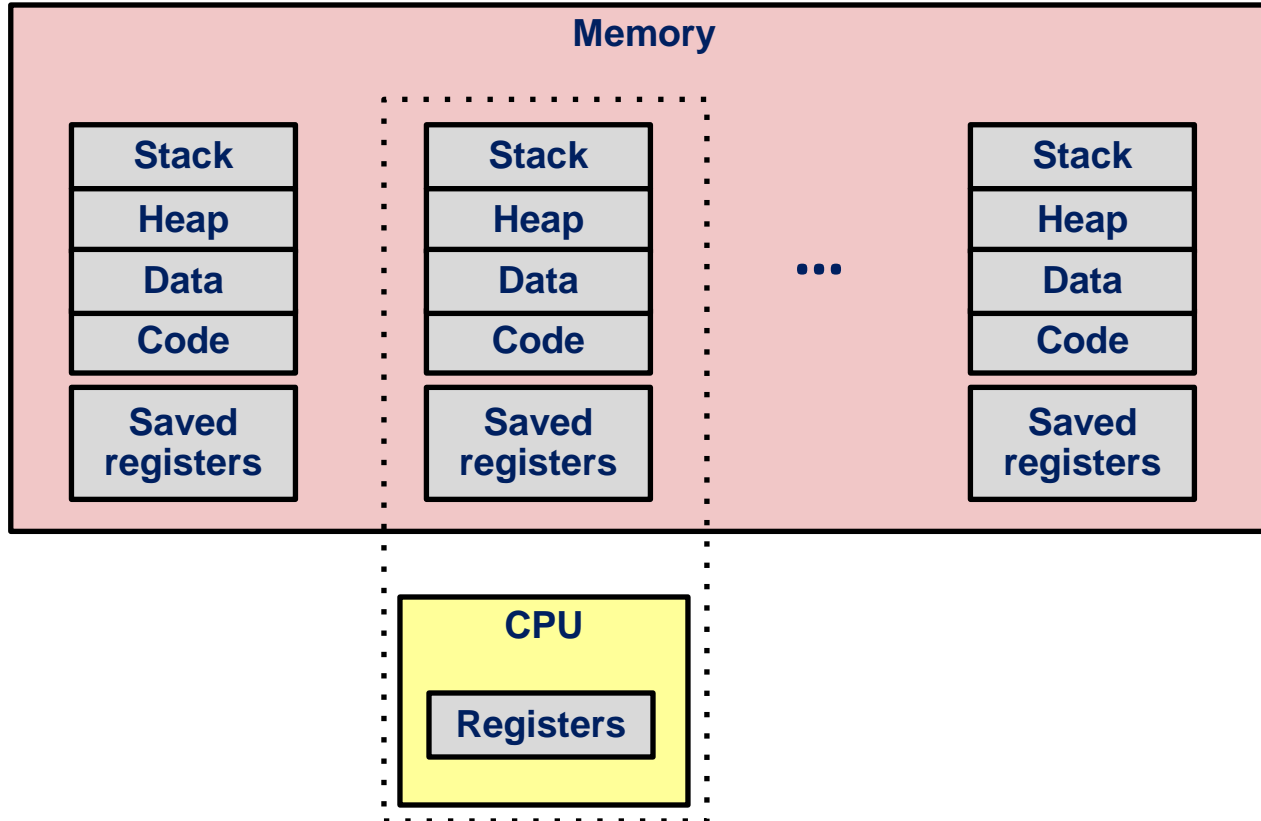 Memory
Stack
Heap
Data
Code
Saved
registers
Stack
Heap
Data
Code
Saved
registers
...
Stack
Heap
Data
Code
Saved
registers
CPU
Registers